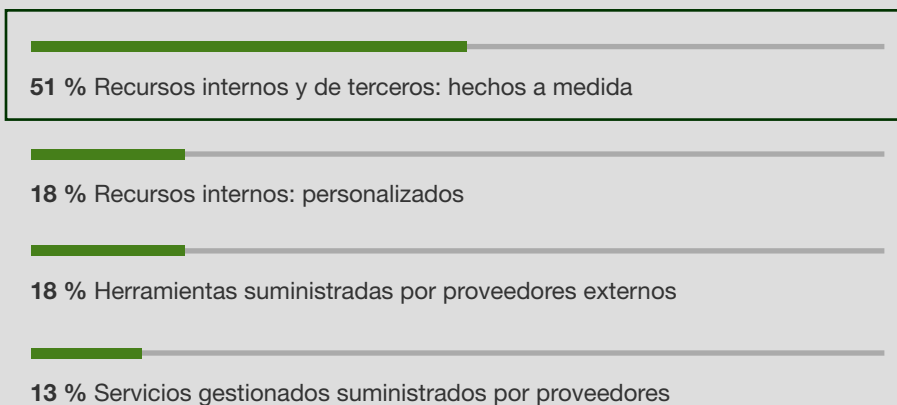 51 % Recursos internos y de terceros: hechos a medida
18 % Recursos internos: personalizados
18 % Herramientas suministradas por proveedores externos
13 % Servicios gestionados suministrados por proveedores